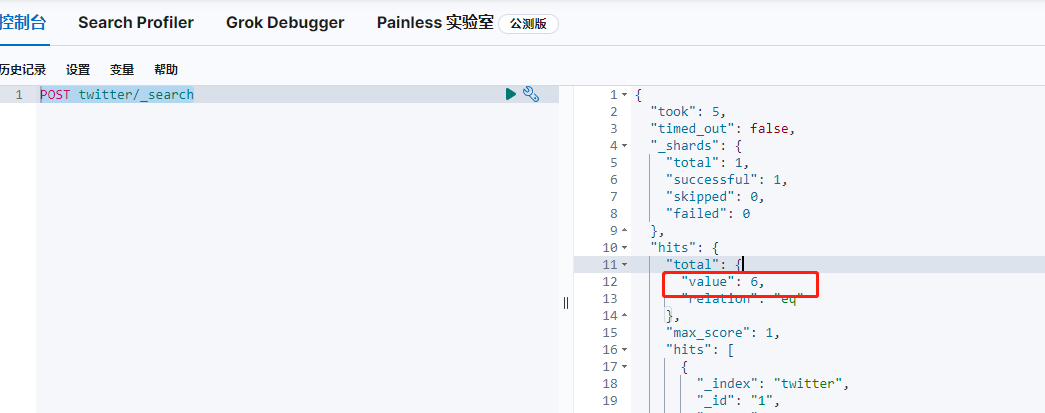 控制台 Search Profiler Grok Debugger Painless 实验室 公测版
历史记录 设置 变量 帮助
1 POST twitter/_search
1 {
2 "took": 5,
3 "timed_out": false,
4 "_shards": {
5 "total": 1,
6 "successful": 1,
7 "skipped": 0,
8 "failed": 0
9 },
10 "hits": {
11 "total": {
12 "value": 6,
13 "relation": "eq"
14 },
15 "max_score": 1,
16 "hits": [
17 {
18 "_index": "twitter",
19 "_id": "1",